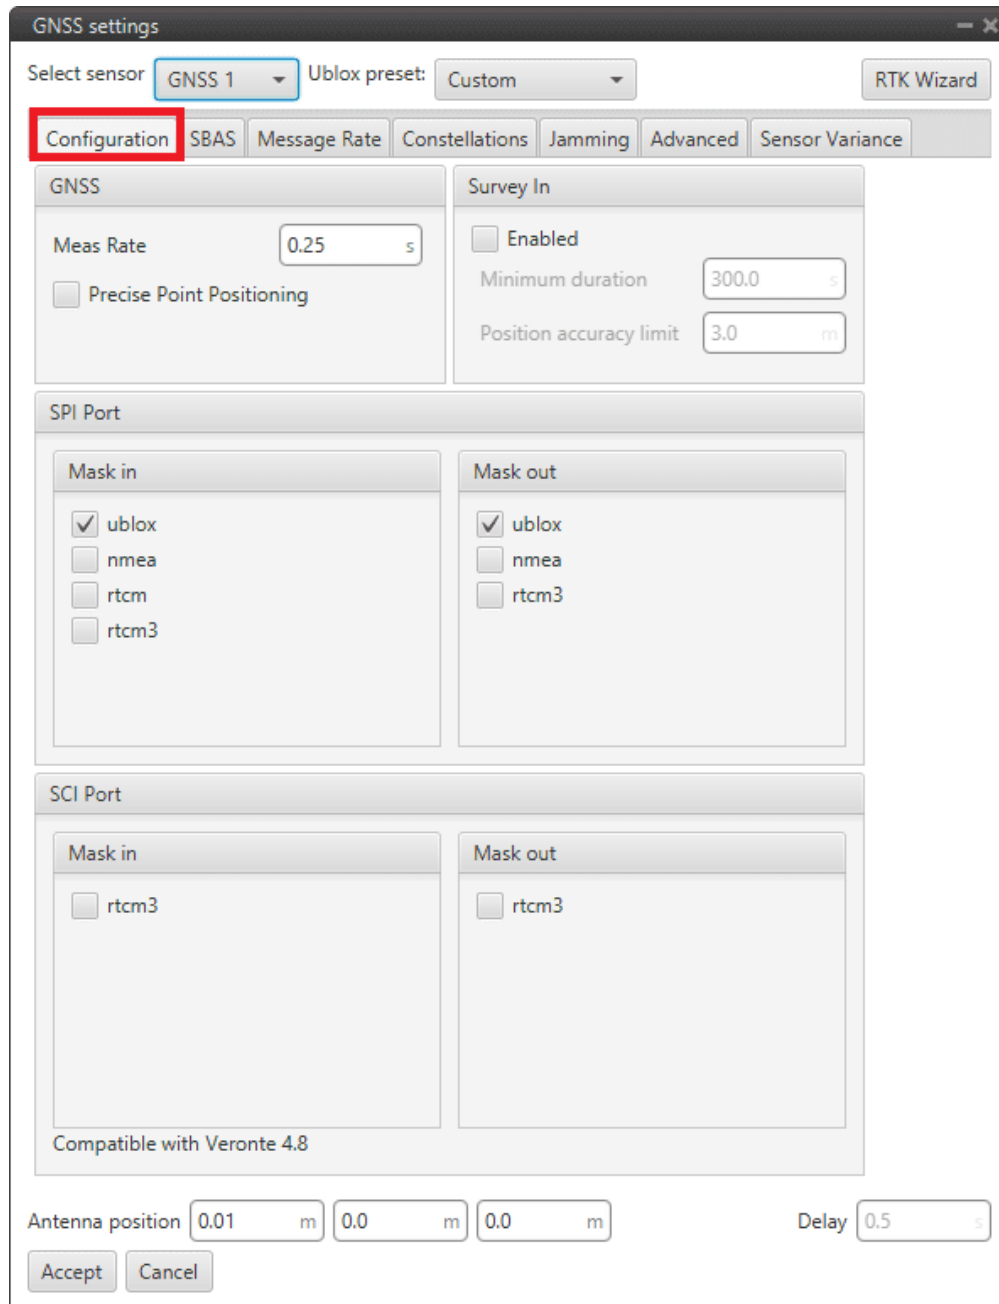 GNSS settings
Select sensor GNSS 1 Ublox preset: Custom RTK Wizard
Configuration SBAS Message Rate Constellations Jamming Advanced Sensor Variance
GNSS
Meas Rate 0.25 s
Precise Point Positioning
Survey In
Enabled
Minimum duration 300.0 s
Position accuracy limit 3.0 m
SPI Port
Mask in
ublox
nmea
rtcm
rtcm3
Mask out
ublox
nmea
rtcm3
SCI Port
Mask in
rtcm3
Mask out
rtcm3
Compatible with Veronte 4.8
Antenna position 0.01 m 0.0 m 0.0 m Delay 0.5 s
Accept Cancel